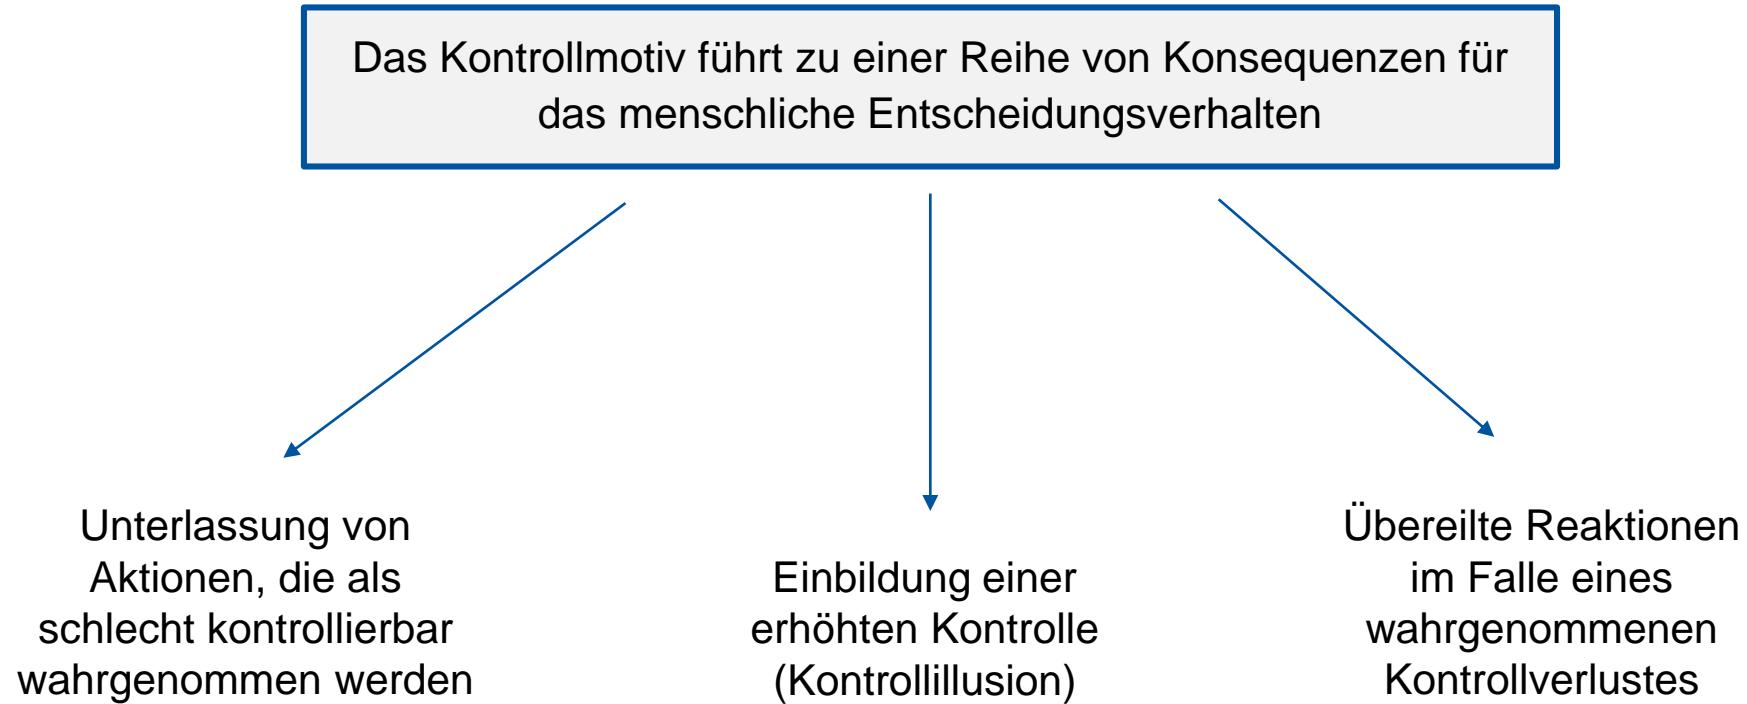 Das Kontrollmotiv führt zu einer Reihe von Konsequenzen für
das menschliche Entscheidungsverhalten
Unterlassung von
Aktionen, die als
schlecht kontrollierbar
wahrgenommen werden
Einbildung einer
erhöhten Kontrolle
(Kontrollillusion)
Übereilte Reaktionen
im Falle eines
wahrgenommenen
Kontrollverlustes